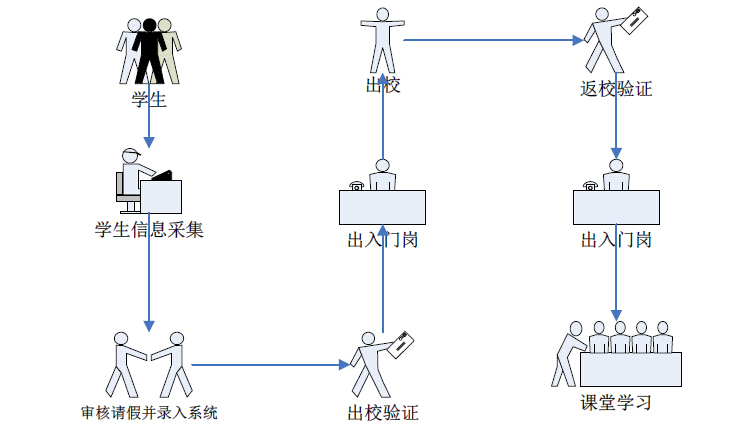 学生
学生信息采集
审核请假并录入系统
出校验证
出入门岗
出校
返校验证
出入门岗
课堂学习